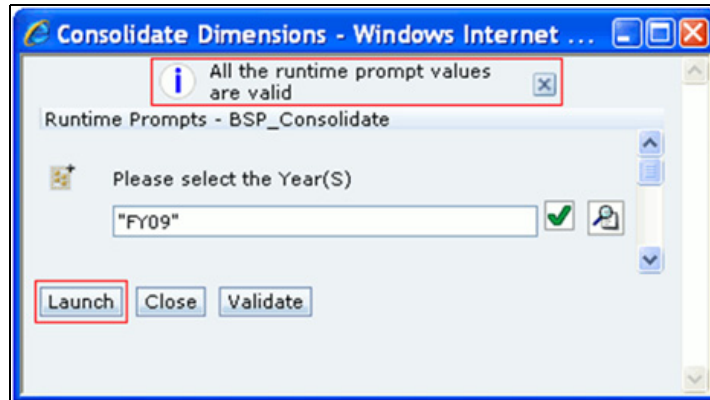 Consolidate Dimensions - Windows Internet ...
All the runtime prompt values
are valid
Runtime Prompts - BSP_Consolidate
Please select the Year(S)
"FY09"
Launch Close Validate